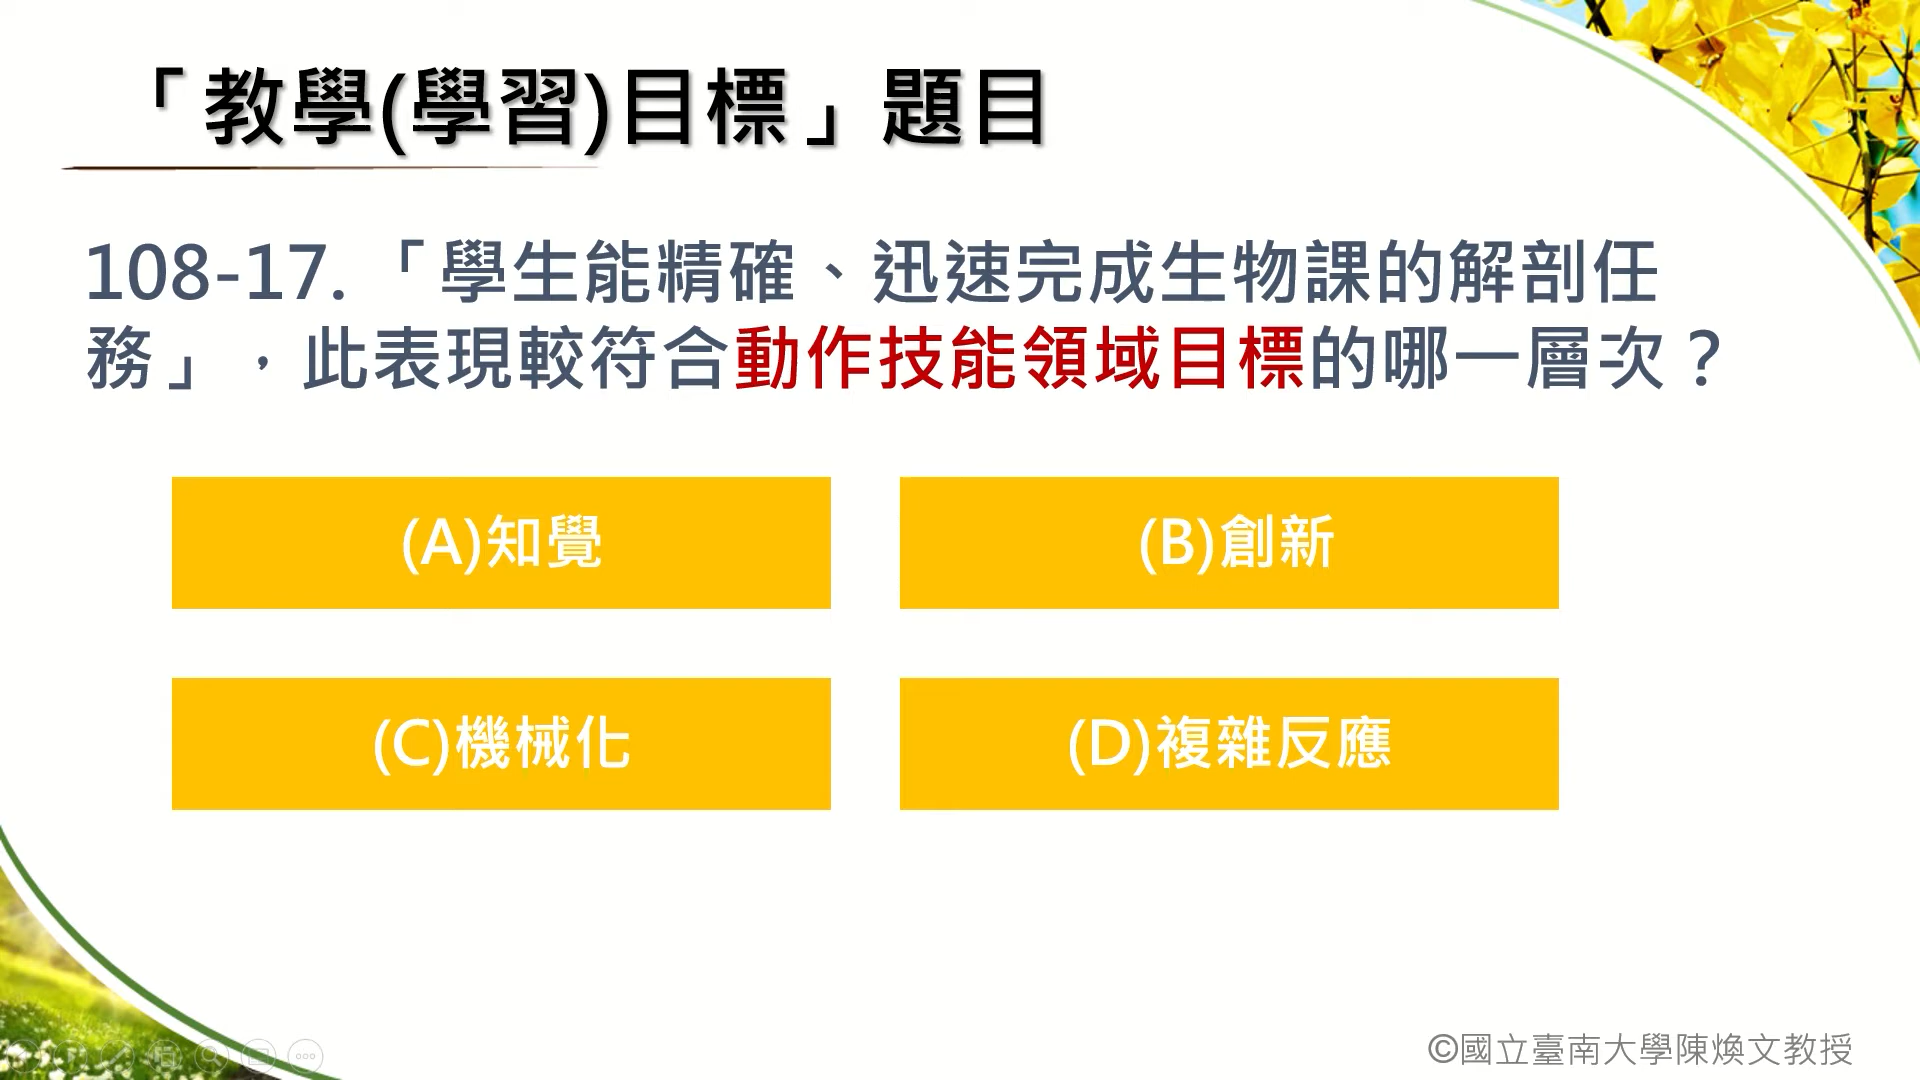 「教學(學習)目標」題目
108-17.「學生能精確、迅速完成生物課的解剖任
務」，此表現較符合動作技能領域目標的哪一層次？
(A)知覺
(B)創新
(C)機械化
(D)複雜反應
©國立臺南大學陳煥文教授